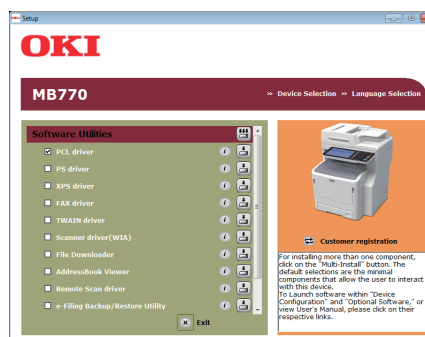 Setup
OKI
MB770
» Device Selection » Language Selection
Software Utilities
PCL driver
PS driver
XPS driver
FAX driver
TWAIN driver
Scanner driver(WIA)
File Downloader
AddressBook Viewer
Remote Scan driver
e-Filing Backup/Restore Utility
Exit
Customer registration
For installing more than one component,
click on the "Multi-Install" button. The
default selections are the minimal
components that allow the user to interact
with this device.
To Launch software within "Device
Configuration" and "Optional Software," or
view User's Manual, please click on their
respective links.